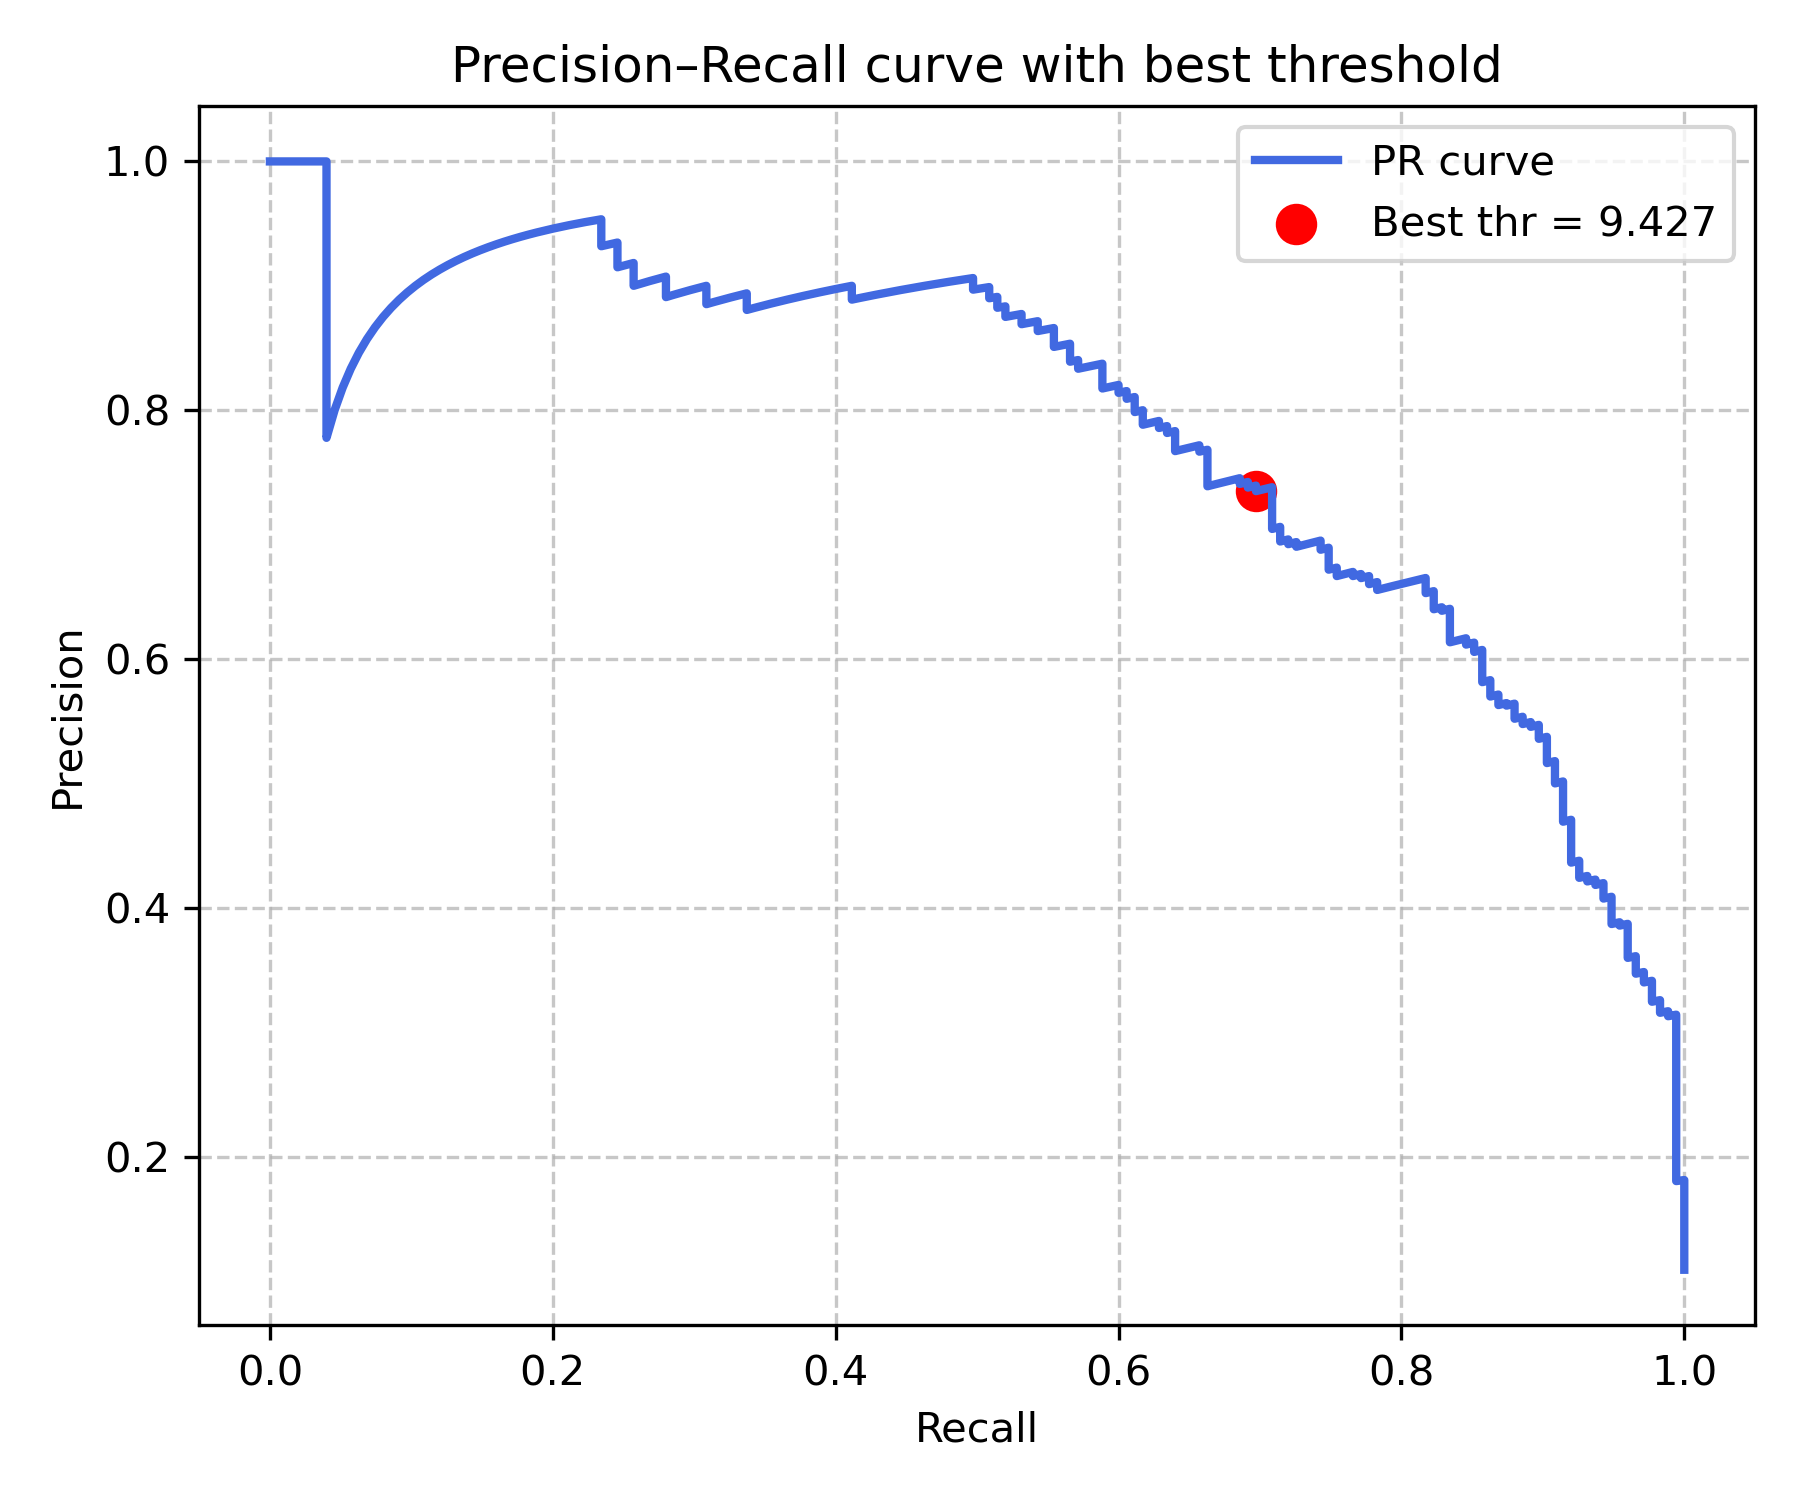 Precision–Recall curve with best threshold
PR curve
Best thr = 9.427
Precision
1.0
0.8
0.6
0.4
0.2
0.0 0.2 0.4 0.6 0.8 1.0
Recall